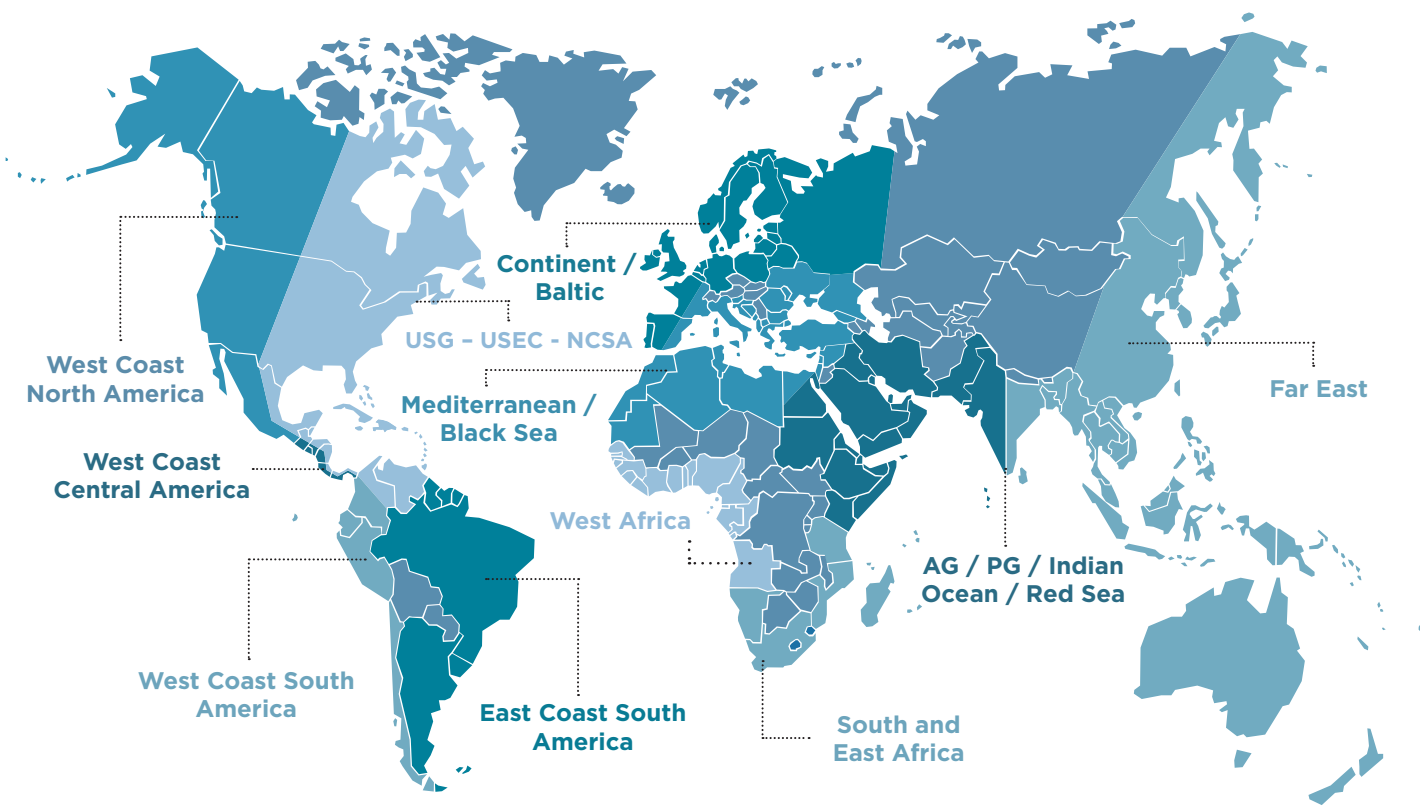 Continent /
Baltic
USG – USEC - NCSA
West Coast
North America
Far East
Mediterranean /
Black Sea
West Coast
Central America
West Africa
AG / PG / Indian
Ocean / Red Sea
West Coast South
America
East Coast South
America
South and
East Africa